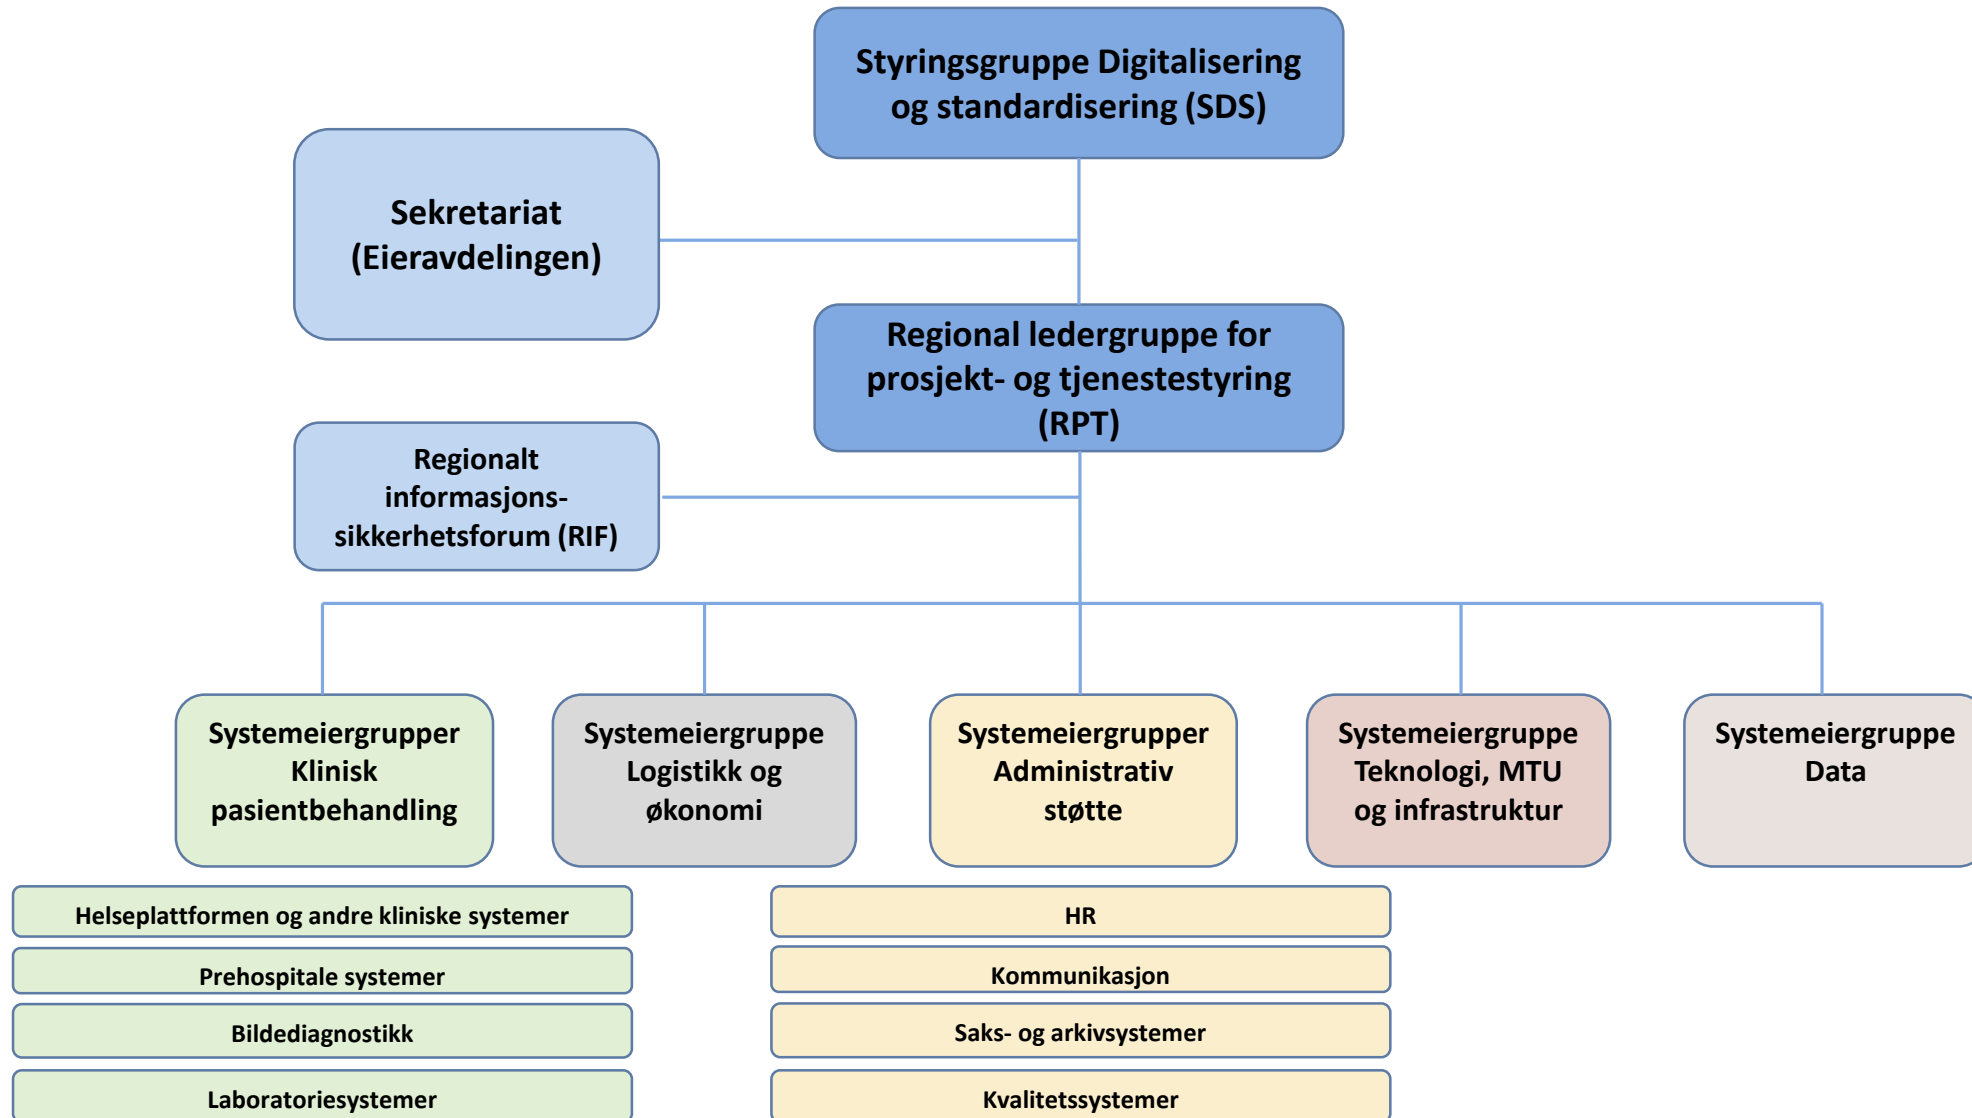 Styringsgruppe Digitalisering
og standardisering (SDS)
Sekretariat
(Eieravdelingen)
Regional ledergruppe for
prosjekt- og tjenestestyring
(RPT)
Regionalt
informasjons-
sikkerhetsforum (RIF)
Systemeiergrupper
Klinisk
pasientbehandling
Systemeiergruppe
Logistikk og
økonomi
Systemeiergrupper
Administrativ
støtte
Systemeiergruppe
Teknologi, MTU
og infrastruktur
Systemeiergruppe
Data
Helseplattformen og andre kliniske systemer
Prehospitale systemer
Bildediagnostikk
Laboratoriesystemer
HR
Kommunikasjon
Saks- og arkivsystemer
Kvalitetssystemer